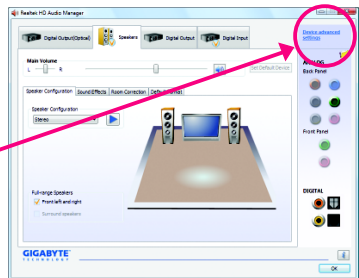 Realtek HD Audio Manager
Digital Output(Optical)
Speakers
Digital Output
Digital Input
Device advanced settings
Main Volume
L
R
Set Default Device
ANALOG
Back Panel
Speaker Configuration
Sound Effects
Room Correction
Default Format
Speaker Configuration
Stereo
Front Panel
Full-range Speakers
Front left and right
Surround speakers
DIGITAL
GIGABYTE
TECHNOLOGY
OK